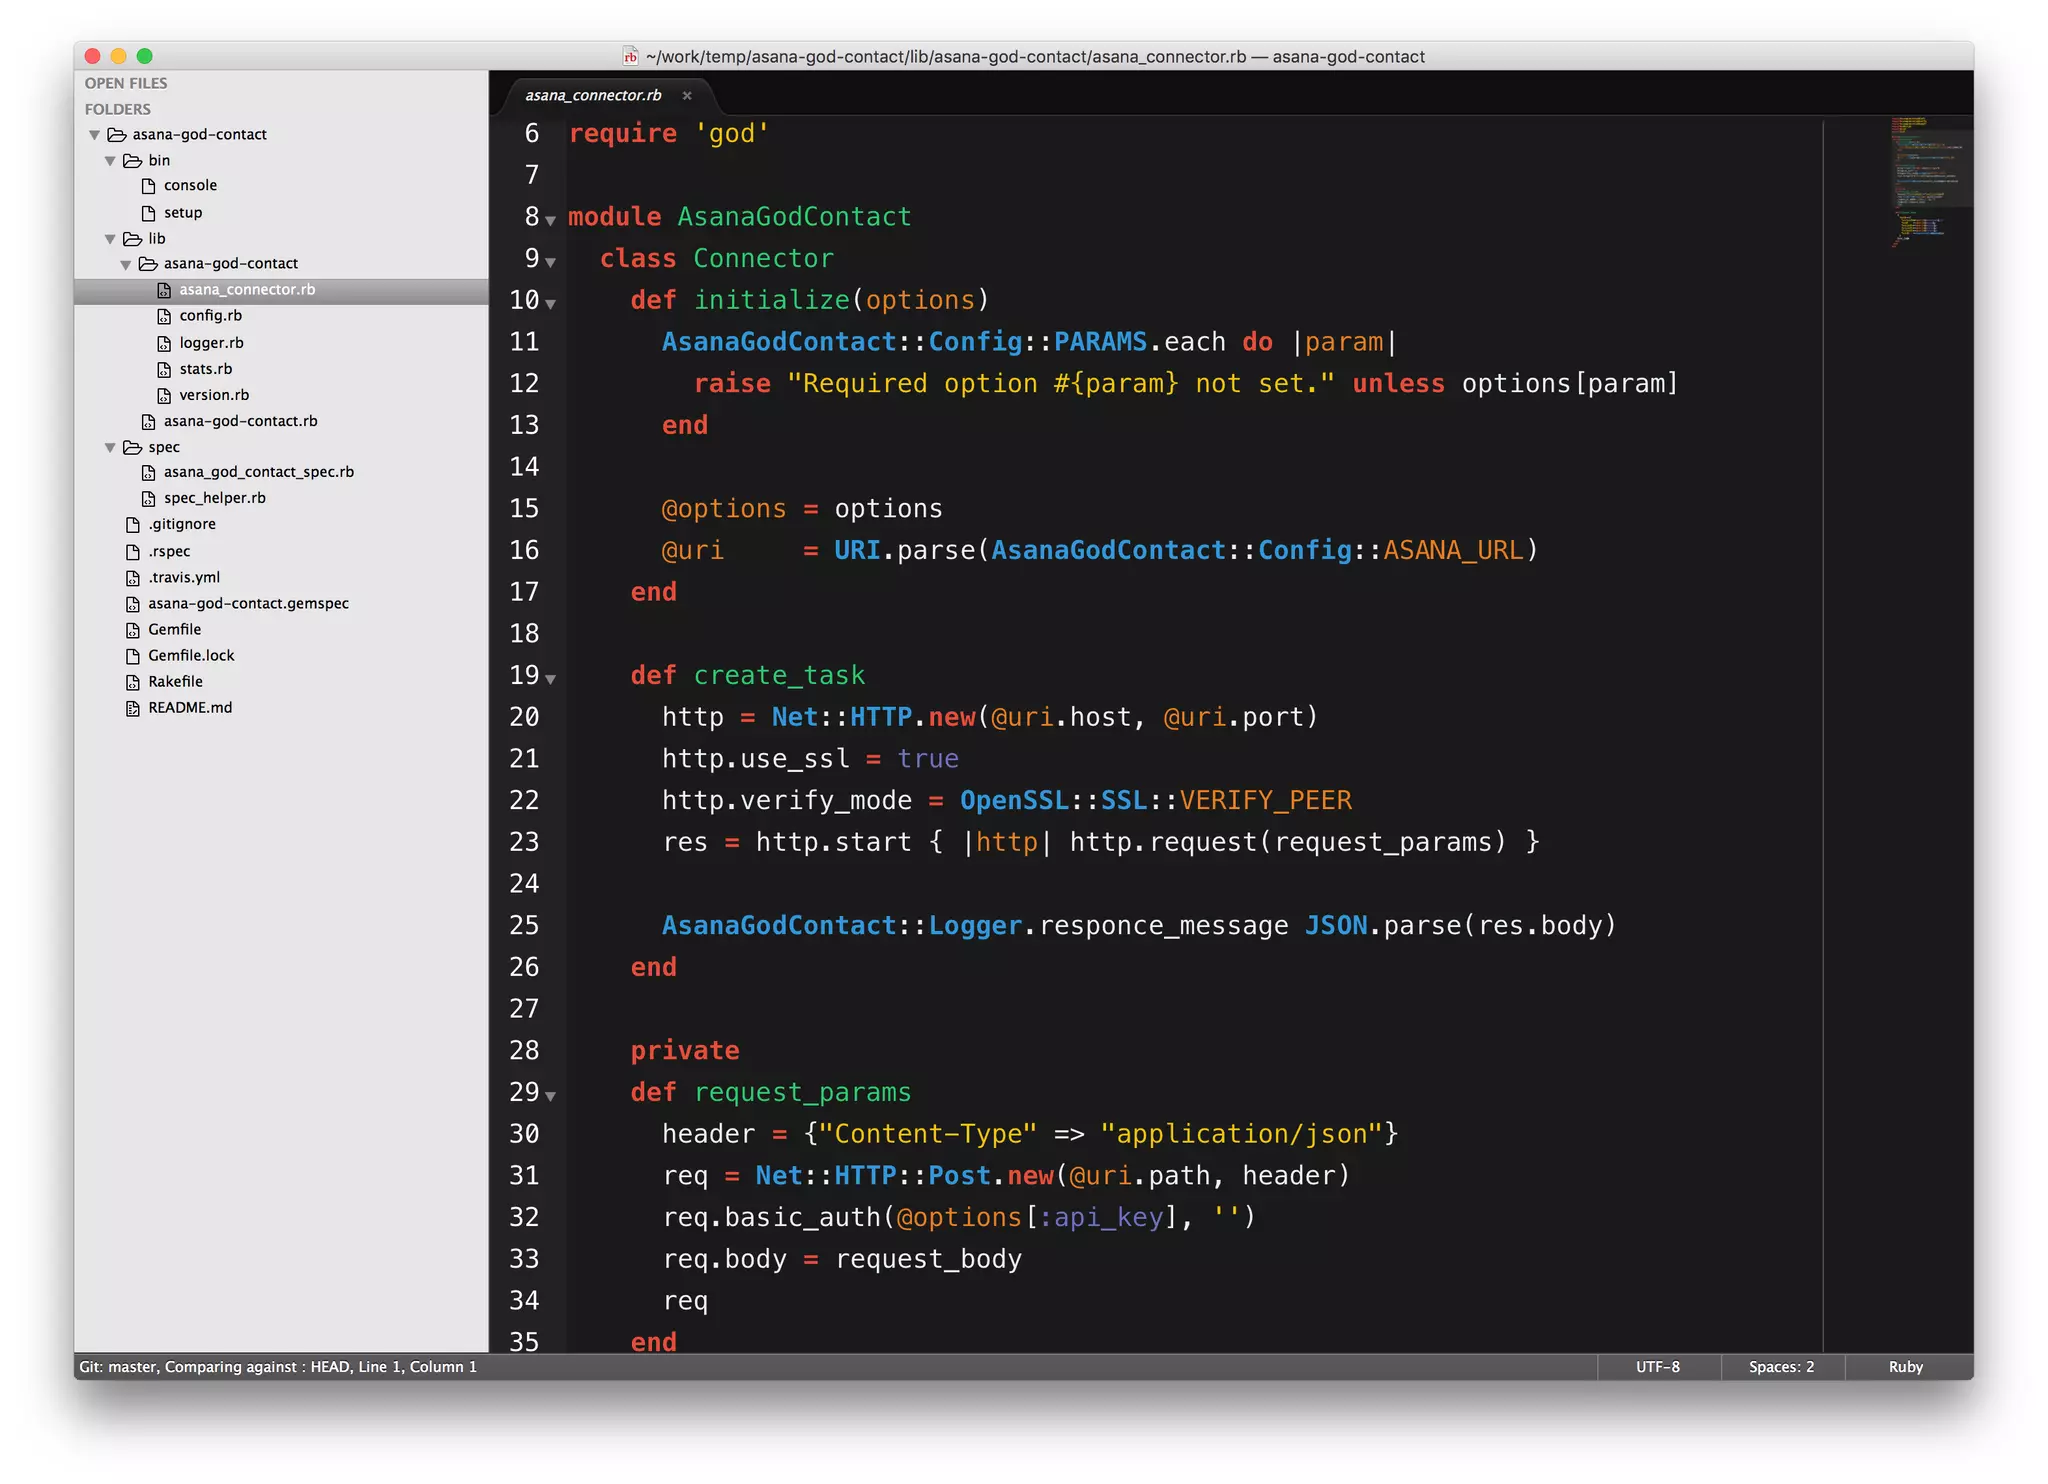 ~/work/temp/asana-god-contact/lib/asana-god-contact/asana_connector.rb — asana-god-contact
OPEN FILES
FOLDERS
asana-god-contact
bin
console
setup
lib
asana-god-contact
asana_connector.rb
config.rb
logger.rb
stats.rb
version.rb
asana-god-contact.rb
spec
asana_god_contact_spec.rb
spec_helper.rb
.gitignore
.rspec
.travis.yml
asana-god-contact.gemspec
Gemfile
Gemfile.lock
Rakefile
README.md
asana_connector.rb ×
6 require 'god'
7
8 module AsanaGodContact
9   class Connector
10     def initialize(options)
11       AsanaGodContact::Config::PARAMS.each do |param|
12         raise "Required option #{param} not set." unless options[param]
13       end
14
15       @options = options
16       @uri     = URI.parse(AsanaGodContact::Config::ASANA_URL)
17     end
18
19     def create_task
20       http = Net::HTTP.new(@uri.host, @uri.port)
21       http.use_ssl = true
22       http.verify_mode = OpenSSL::SSL::VERIFY_PEER
23       res = http.start { |http| http.request(request_params) }
24
25       AsanaGodContact::Logger.responce_message JSON.parse(res.body)
26     end
27
28     private
29     def request_params
30       header = {"Content-Type" => "application/json"}
31       req = Net::HTTP::Post.new(@uri.path, header)
32       req.basic_auth(@options[:api_key], '')
33       req.body = request_body
34       req
35     end
Git: master, Comparing against : HEAD, Line 1, Column 1
UTF-8
Spaces: 2
Ruby